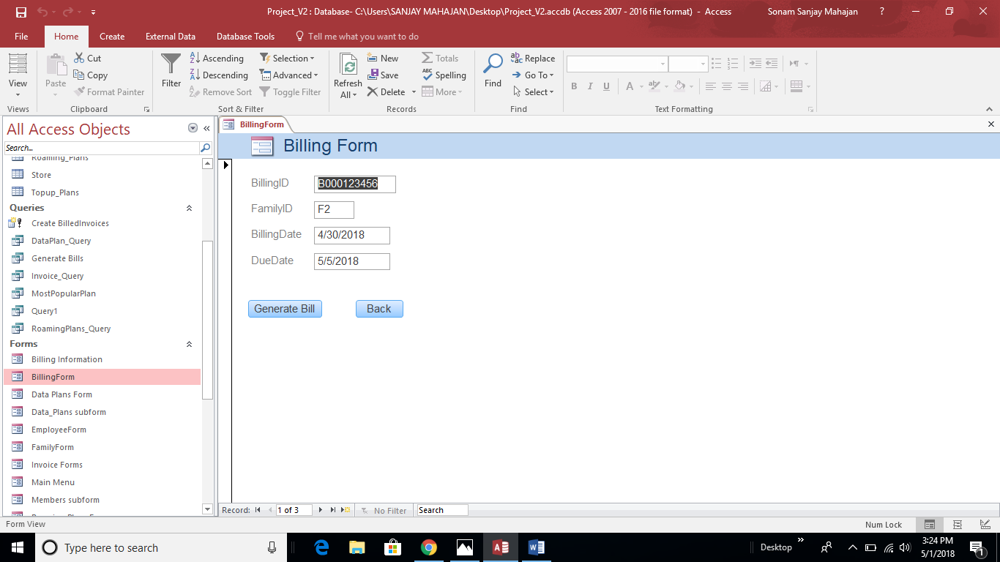 Project_V2 : Database- C:\Users\SANJAY MAHAJAN\Desktop\Project_V2.accdb (Access 2007 - 2016 file format) - Access
Sonam Sanjay Mahajan
?
File Home Create External Data Database Tools Tell me what you want to do
View
Views
Paste
Cut
Copy
Format Painter
Clipboard
Filter
Ascending
Descending
Remove Sort
Selection
Advanced
Toggle Filter
Sort & Filter
Refresh
All
New
Save
Delete
Totals
Spelling
More
Records
Find
Replace
Go To
Select
Find
B I U A
Text Formatting
All Access Objects
Search...
Roaming_Plans
Store
Topup_Plans
Queries
Create BilledInvoices
DataPlan_Query
Generate Bills
Invoice_Query
MostPopularPlan
Query1
RoamingPlans_Query
Forms
Billing Information
BillingForm
Data Plans Form
Data_Plans subform
EmployeeForm
FamilyForm
Invoice Forms
Main Menu
Members subform
BillingForm
Billing Form
BillingID B000123456
FamilyID F2
BillingDate 4/30/2018
DueDate 5/5/2018
Generate Bill Back
Record: 1 of 3 No Filter Search
Form View
Num Lock
Type here to search
Desktop
3:24 PM
5/1/2018
1